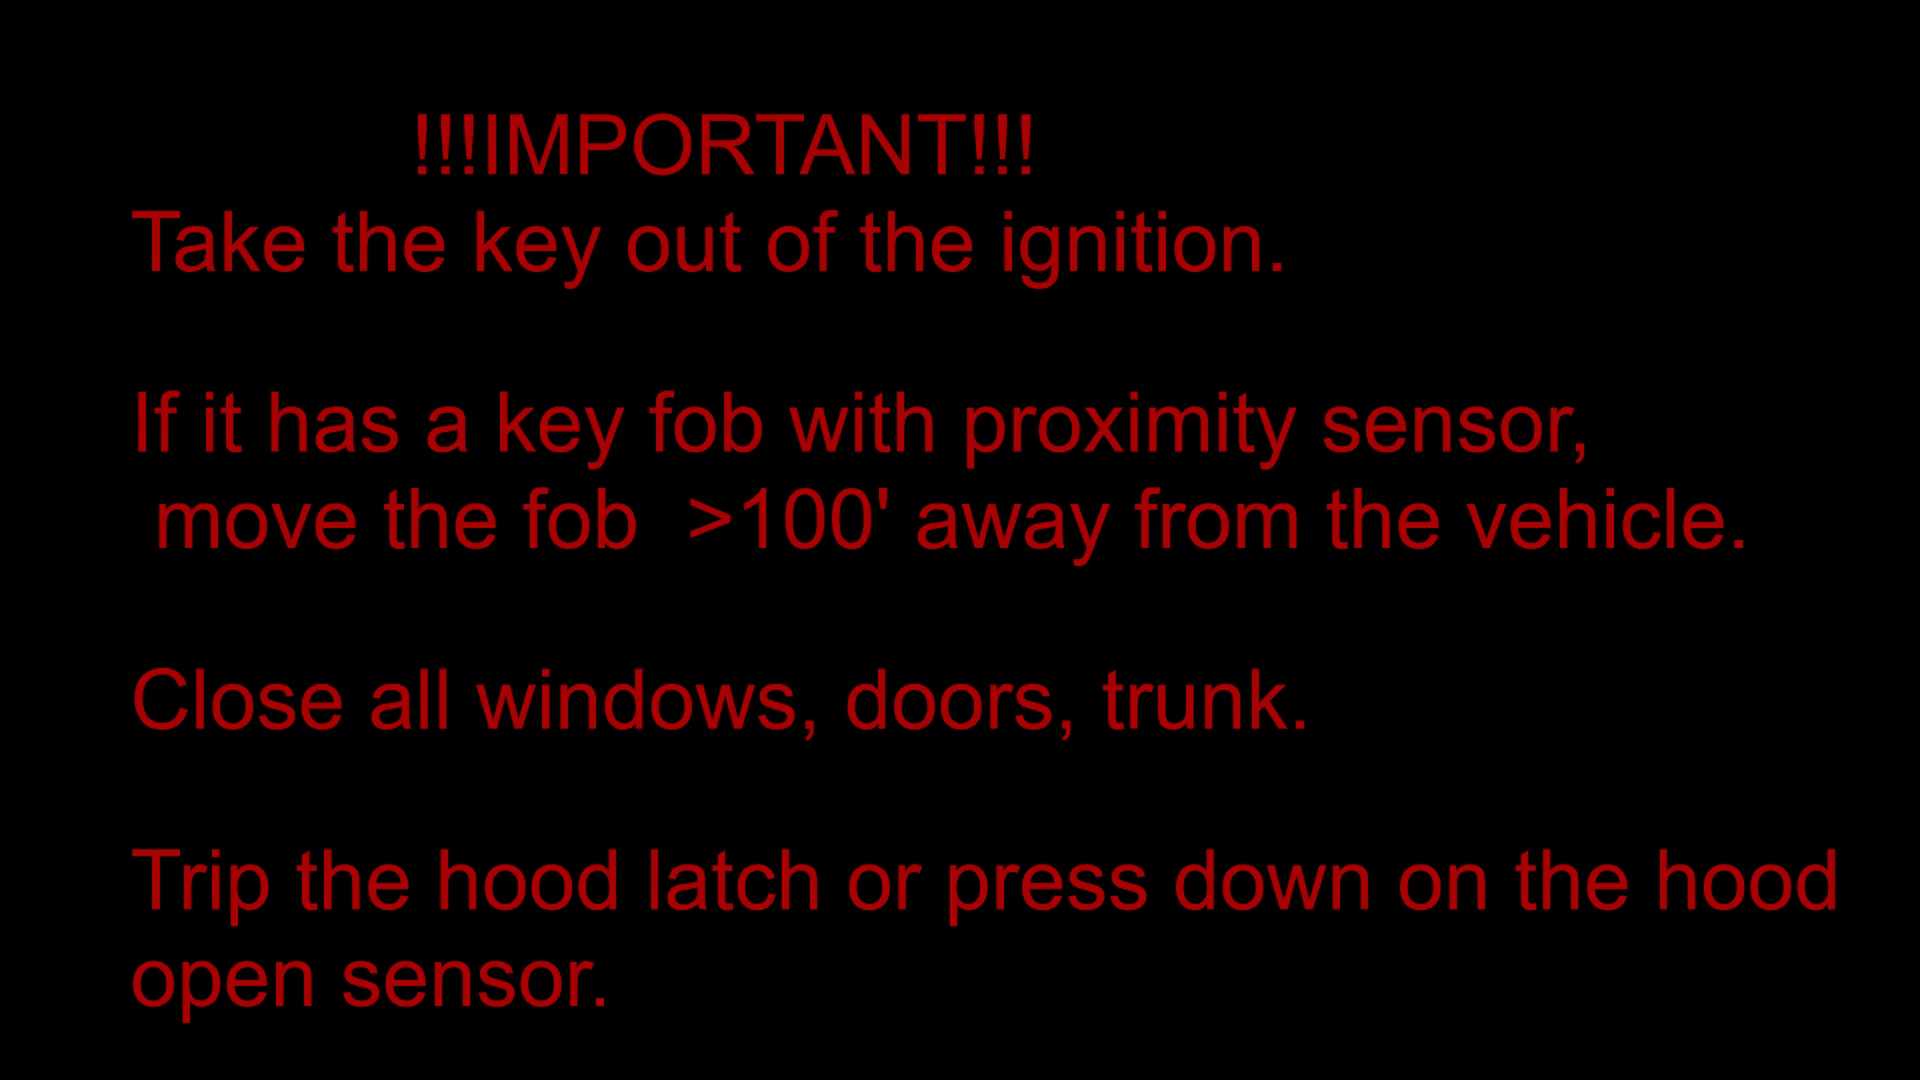 !!!IMPORTANT!!!
Take the key out of the ignition.
If it has a key fob with proximity sensor,
move the fob  >100' away from the vehicle.
Close all windows, doors, trunk.
Trip the hood latch or press down on the hood
open sensor.